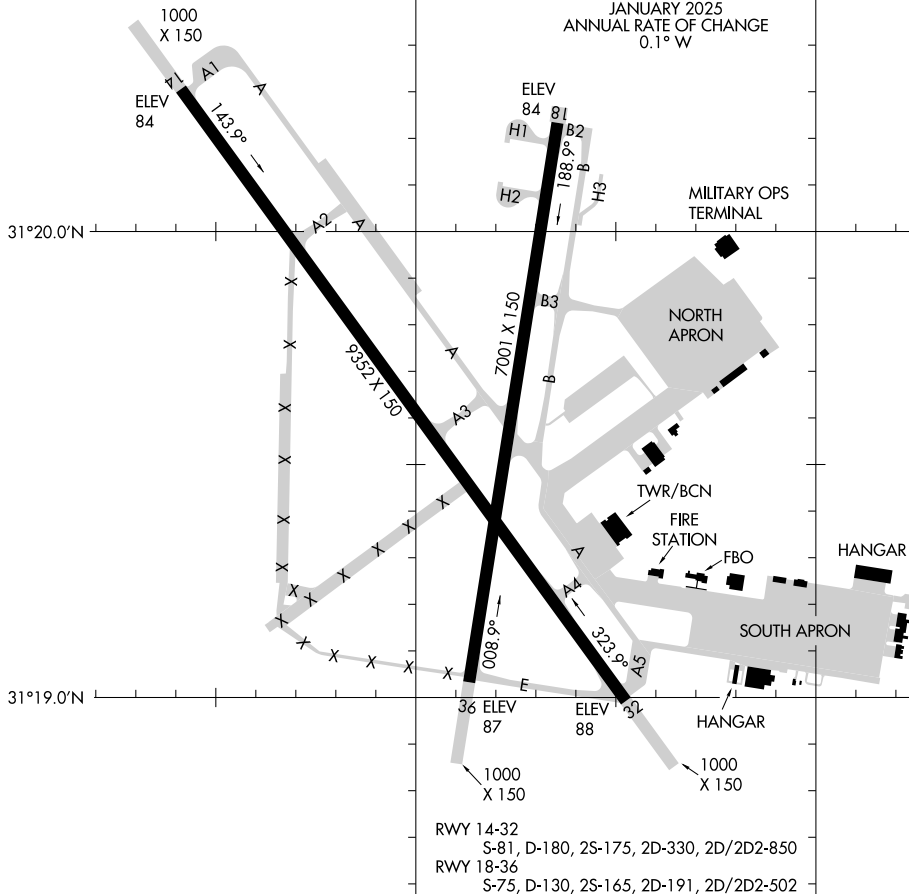 JANUARY 2025
ANNUAL RATE OF CHANGE
0.1° W
1000
X 150
14
A1
A
ELEV
84
143.9°
ELEV
84
18
H1
B2
188.9°
B
H2
H3
MILITARY OPS
TERMINAL
A2
A
31°20.0'N
X
B3
NORTH
APRON
7001 X 150
X
9352 X 150
A
B
X
A3
X
TWR/BCN
X
X
FIRE
STATION
X
A
FBO
HANGAR
X
X
X
X
A4
X
X
008.9°
323.9°
SOUTH APRON
X
X
X
X
X
X
A5
E
31°19.0'N
36
ELEV
87
ELEV
88
32
HANGAR
1000
X 150
1000
X 150
RWY 14-32
S-81, D-180, 2S-175, 2D-330, 2D/2D2-850
RWY 18-36
S-75, D-130, 2S-165, 2D-191, 2D/2D2-502